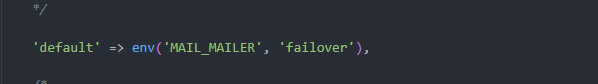 */
'default' => env('MAIL_MAILER', 'failover'),
/*